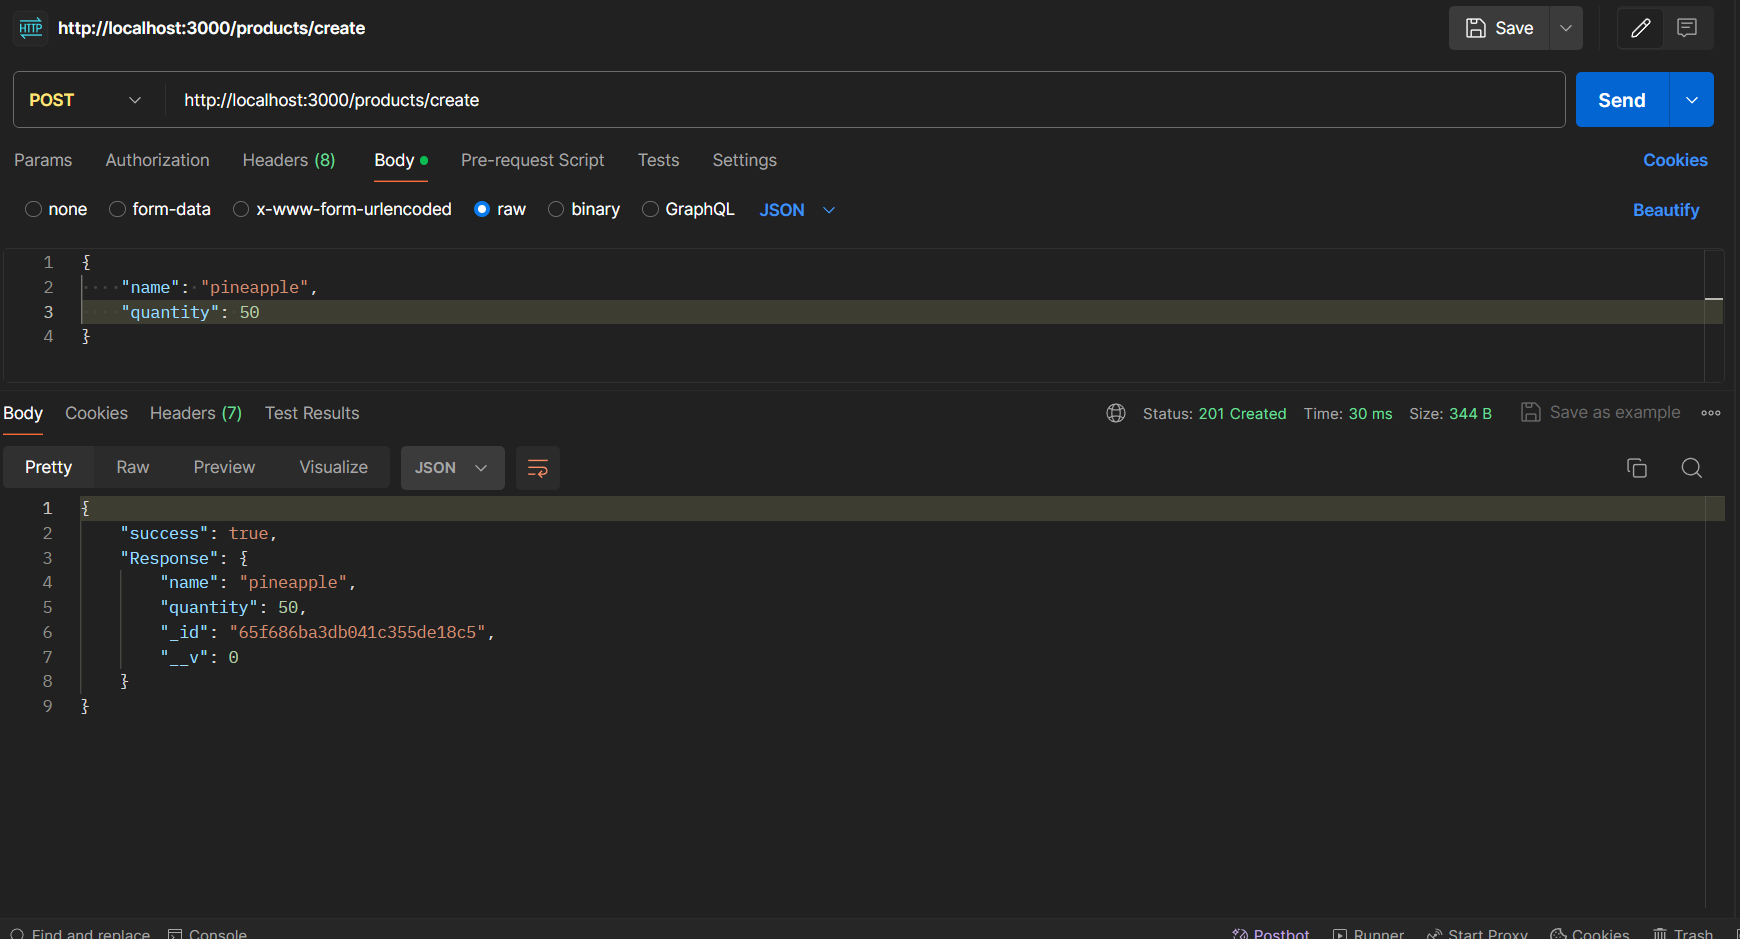 HTTP http://localhost:3000/products/create Save
POST http://localhost:3000/products/create Send
Params Authorization Headers (8) Body Pre-request Script Tests Settings Cookies
none form-data x-www-form-urlencoded raw binary GraphQL JSON Beautify
1 {
2 "name": "pineapple",
3 "quantity": 50
4 }
Body Cookies Headers (7) Test Results Status: 201 Created Time: 30 ms Size: 344 B Save as example
Pretty Raw Preview Visualize JSON
1 {
2 "success": true,
3 "Response": {
4 "name": "pineapple",
5 "quantity": 50,
6 "_id": "65f686ba3db041c355de18c5",
7 "__v": 0
8 }
9 }
Find and replace Console Postbot Runner Start Proxy Cookies Trash